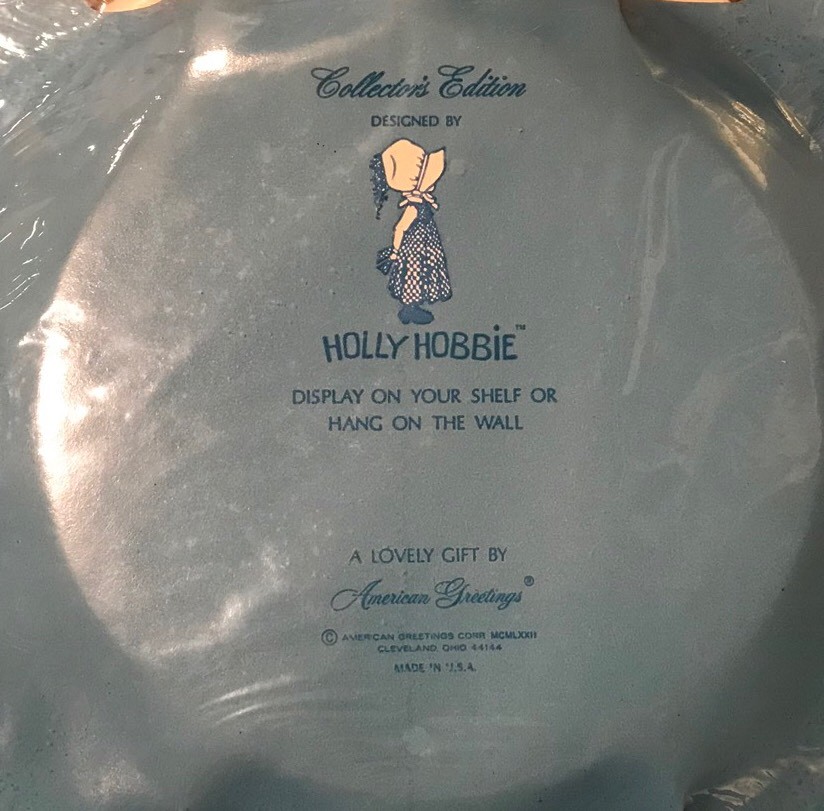 Collector's Edition
DESIGNED BY
HOLLY HOBBiE™
DISPLAY ON YOUR SHELF OR
HANG ON THE WALL
A LOVELY GIFT BY
American Greetings®
© AMERICAN GREETINGS CORP. MCMLXXII
CLEVELAND, OHIO 44144
MADE IN U.S.A.